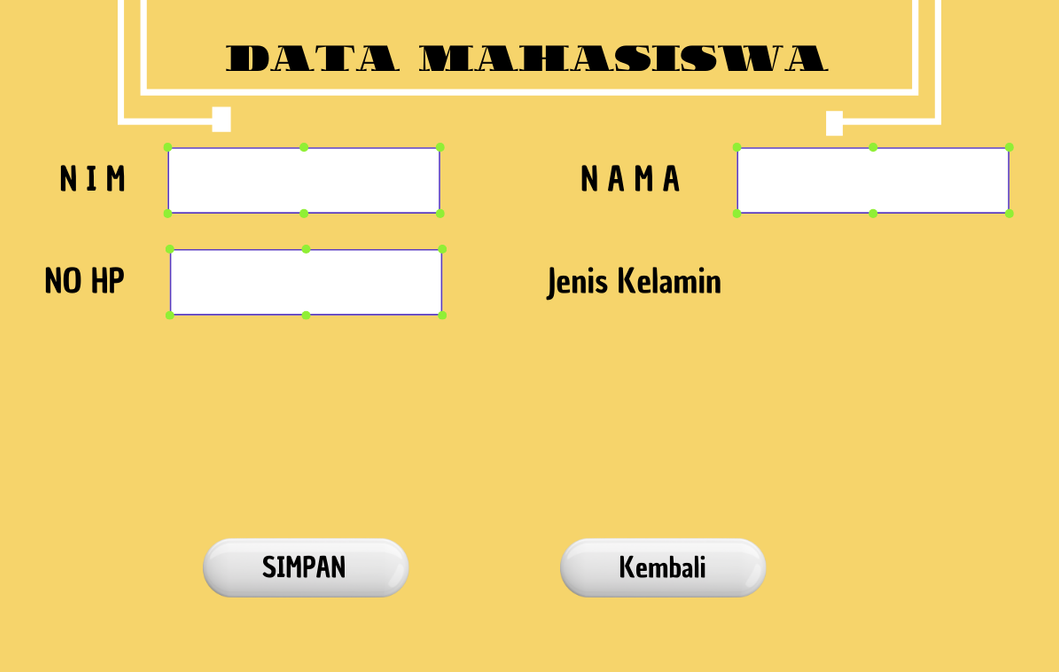 DATA MAHASISWA
N I M
N A M A
NO HP
Jenis Kelamin
SIMPAN
Kembali